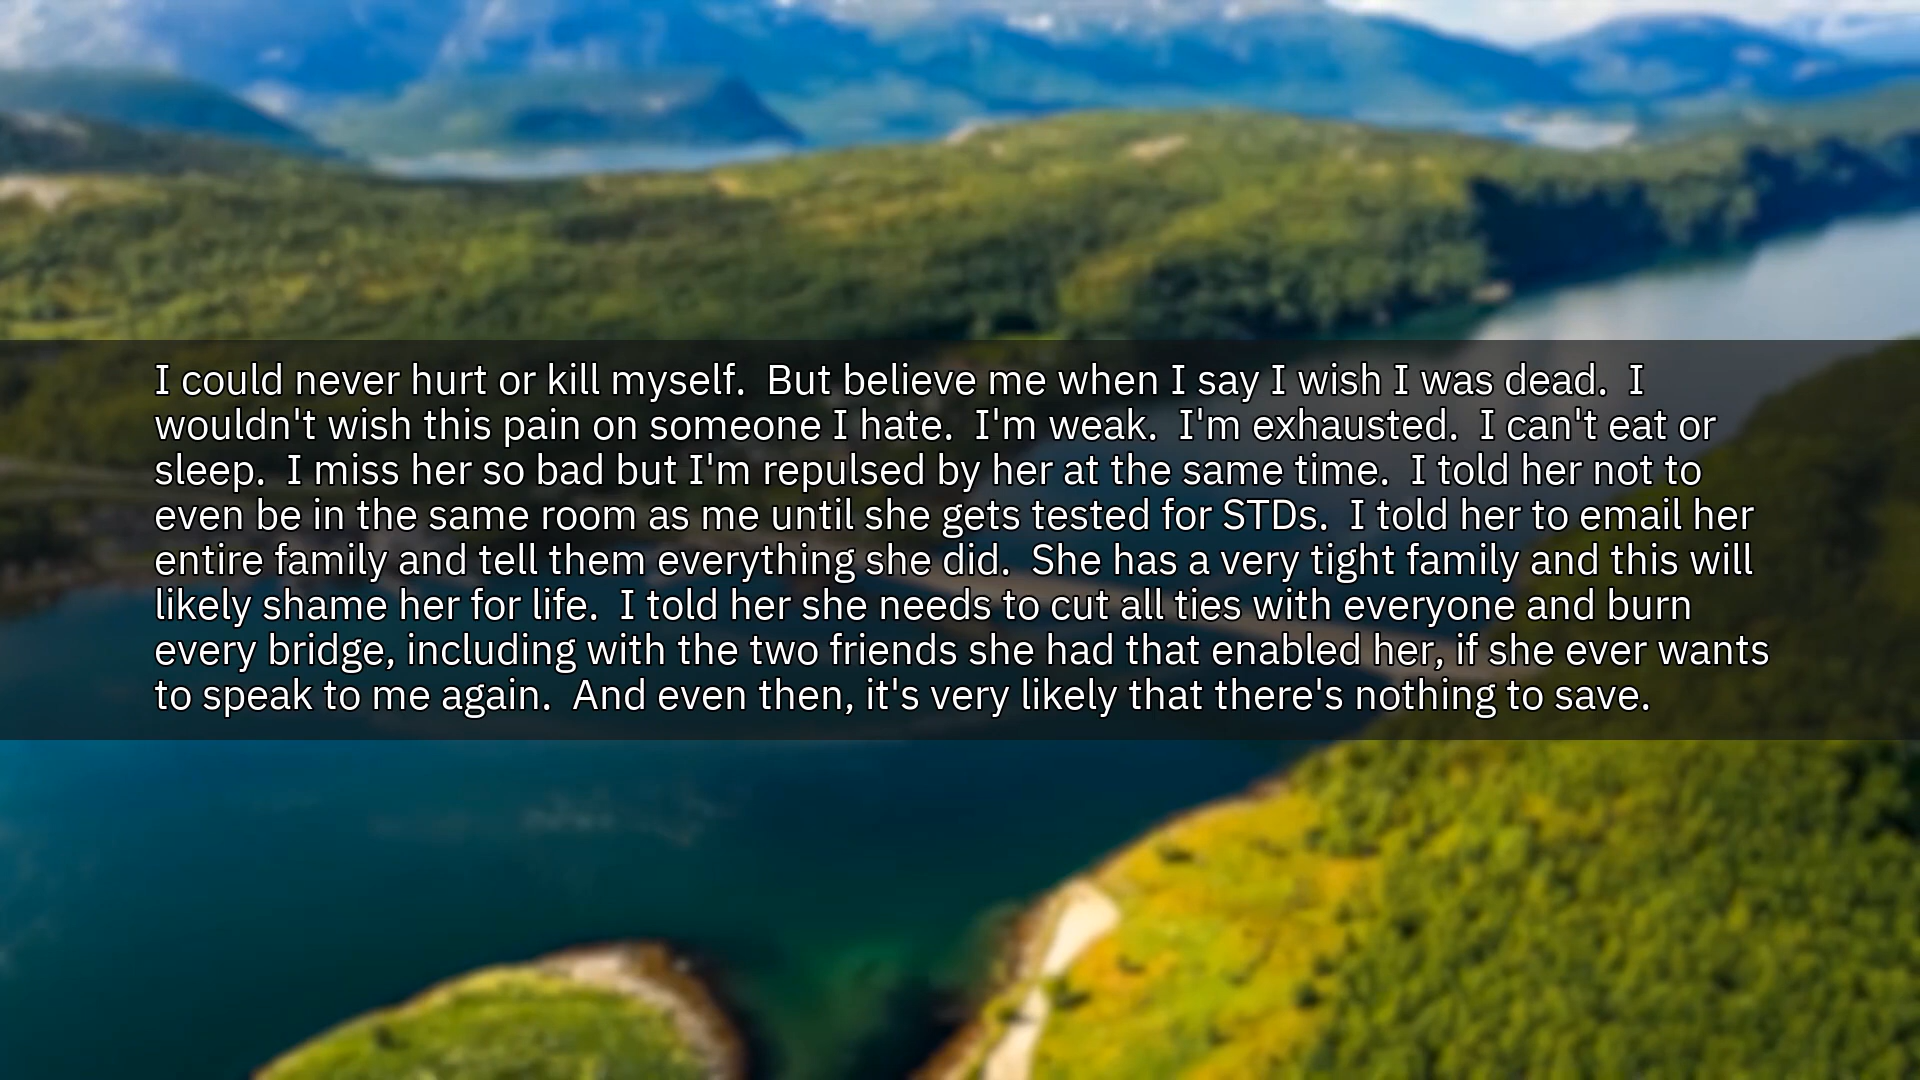 I could never hurt or kill myself.  But believe me when I say I wish I was dead.  I
wouldn't wish this pain on someone I hate.  I'm weak.  I'm exhausted.  I can't eat or
sleep.  I miss her so bad but I'm repulsed by her at the same time.  I told her not to
even be in the same room as me until she gets tested for STDs.  I told her to email her
entire family and tell them everything she did.  She has a very tight family and this will
likely shame her for life.  I told her she needs to cut all ties with everyone and burn
every bridge, including with the two friends she had that enabled her, if she ever wants
to speak to me again.  And even then, it's very likely that there's nothing to save.